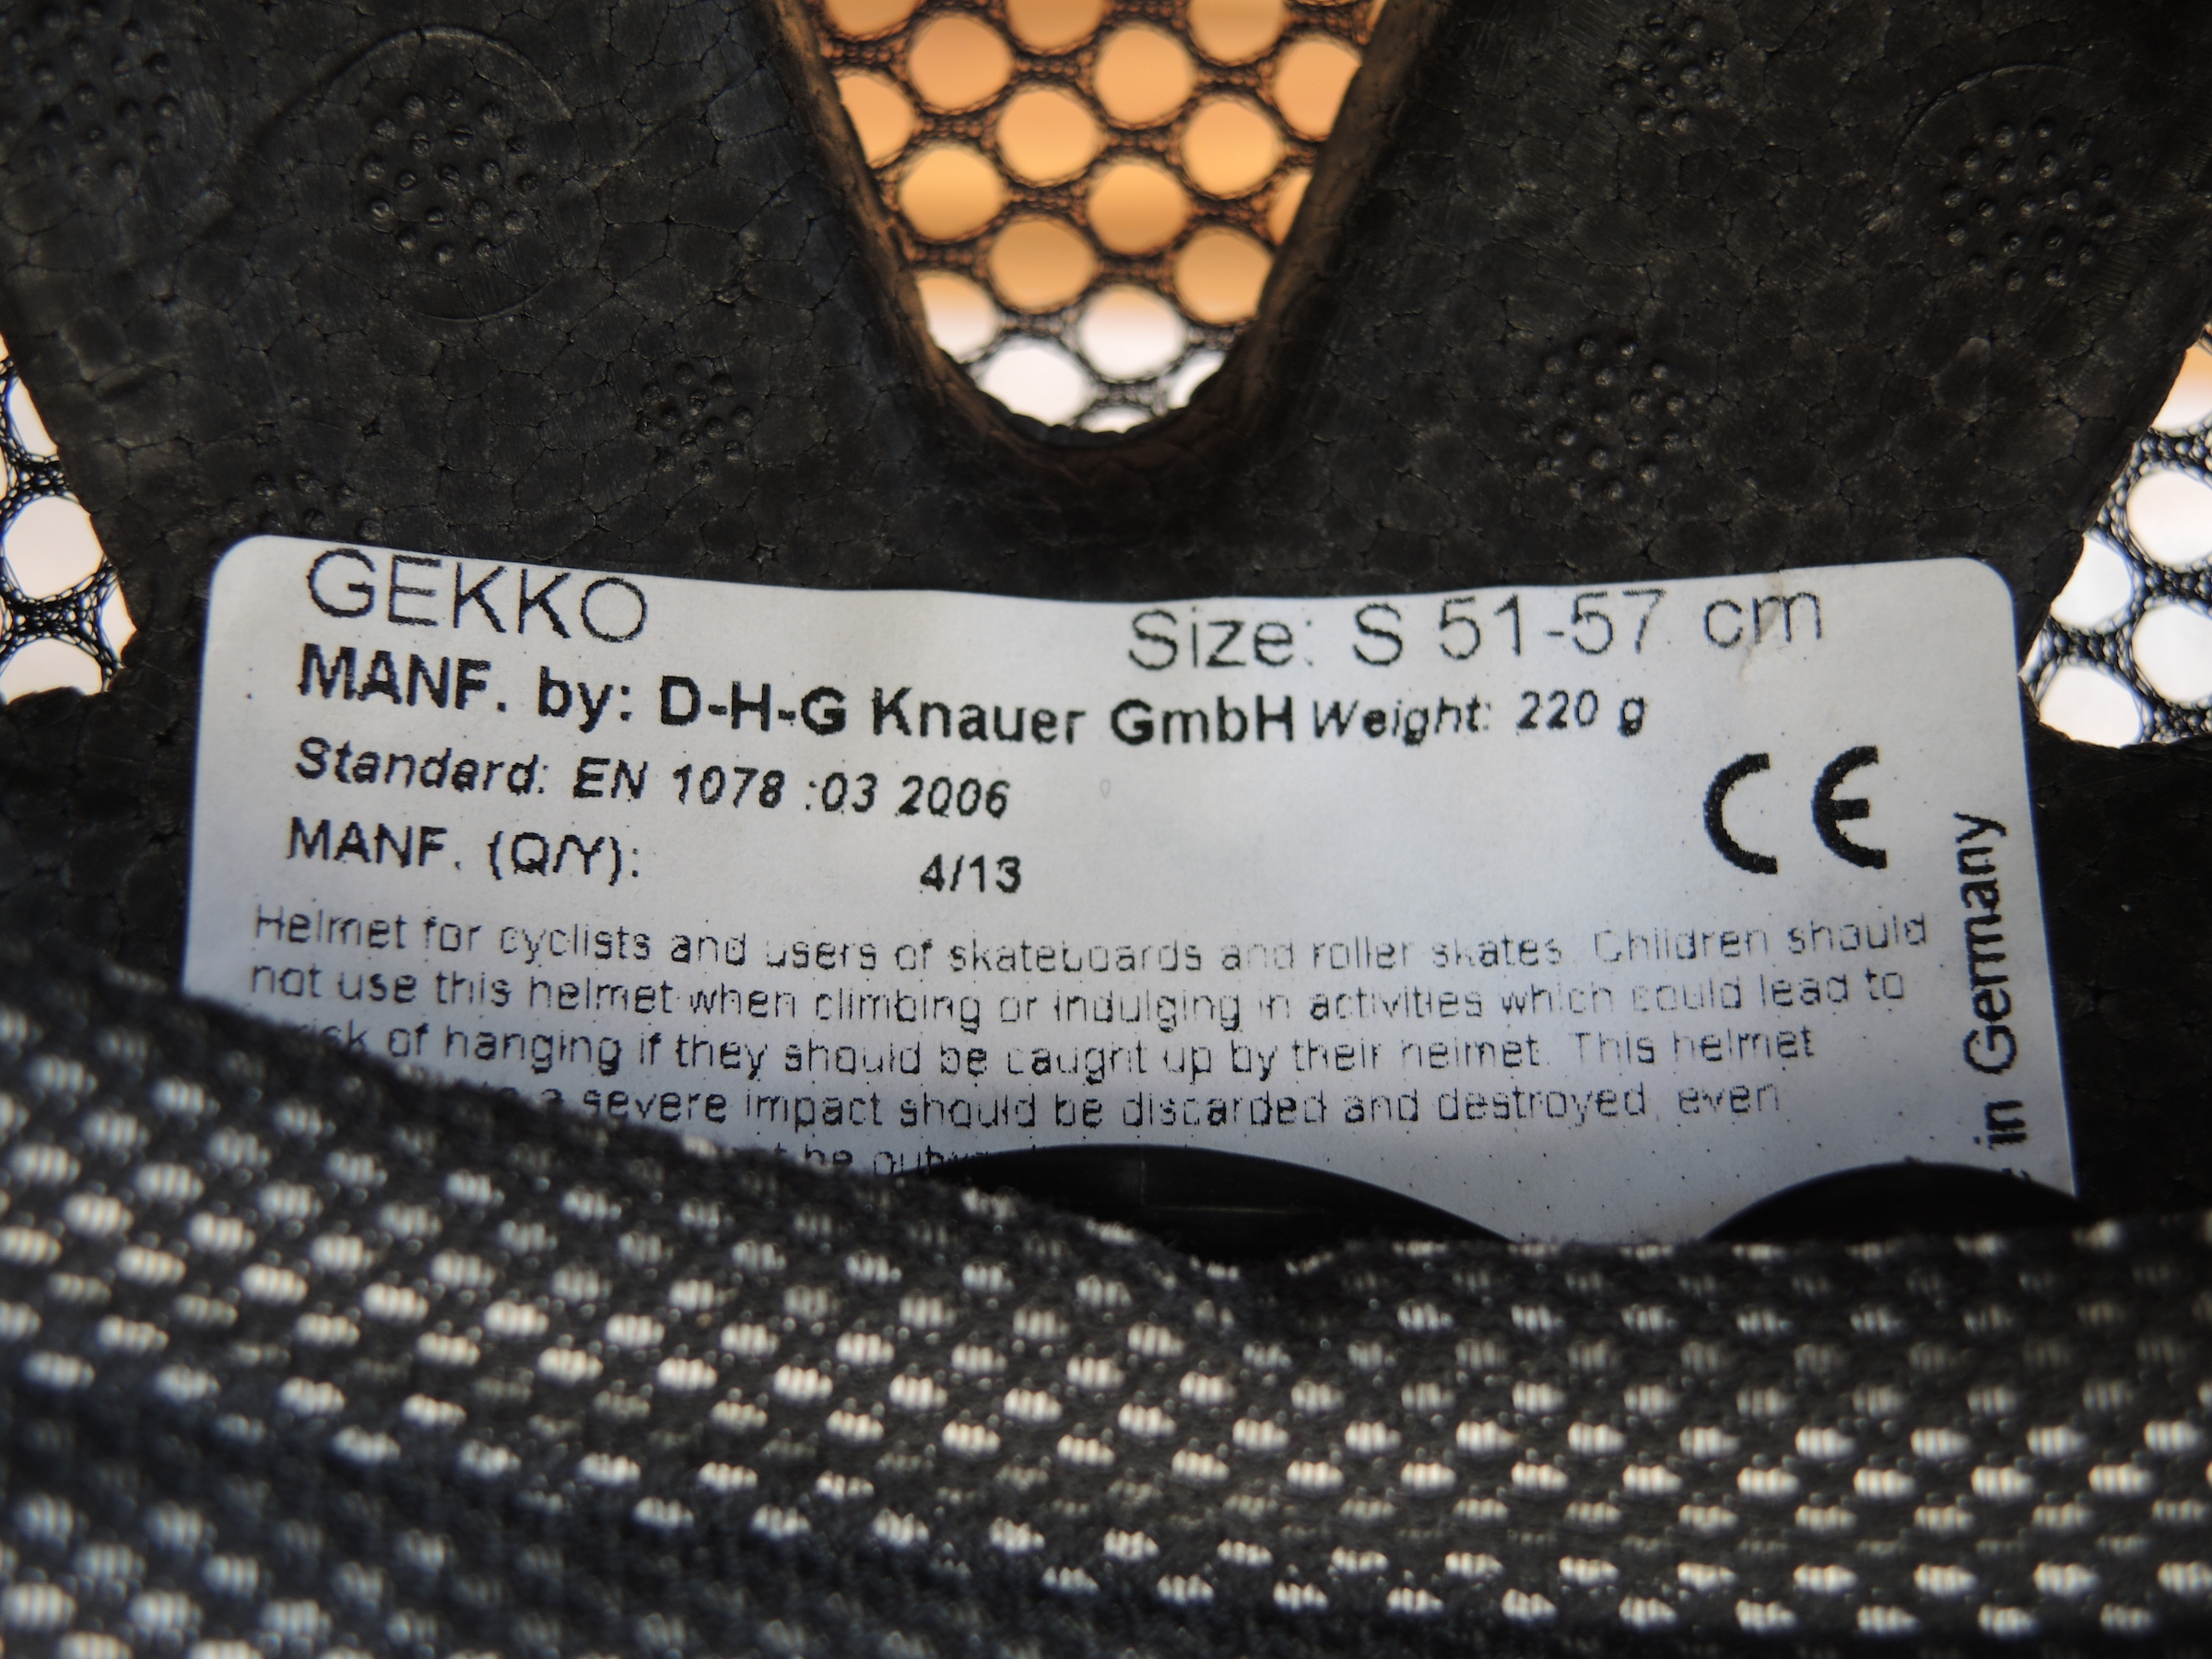 GEKKO
Size: S 51-57 cm
MANF. by: D-H-G Knauer GmbH Weight: 220 g
Standard: EN 1078 :03 2006
MANF. (Q/Y): 4/13
CE
Helmet for cyclists and users of skateboards and roller skates. Children should
not use this helmet when climbing or indulging in activities which could lead to
risk of hanging if they should be caught up by their helmet. This helmet
a severe impact should be discarded and destroyed, even
be
in Germany